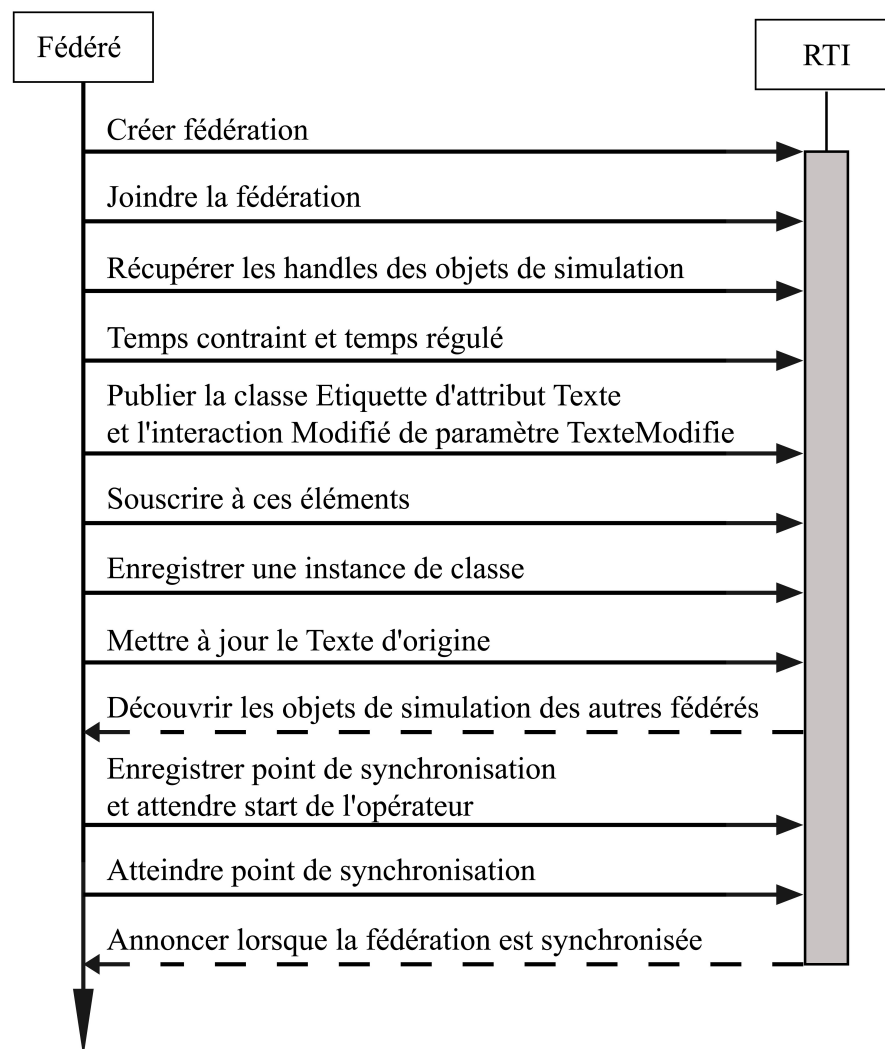 Fédéré
RTI
Créer fédération
Joindre la fédération
Récupérer les handles des objets de simulation
Temps contraint et temps régulé
Publier la classe Etiquette d'attribut Texte
et l'interaction Modifié de paramètre TexteModifie
Souscrire à ces éléments
Enregistrer une instance de classe
Mettre à jour le Texte d'origine
Découvrir les objets de simulation des autres fédérés
Enregistrer point de synchronisation
et attendre start de l'opérateur
Atteindre point de synchronisation
Annoncer lorsque la fédération est synchronisée